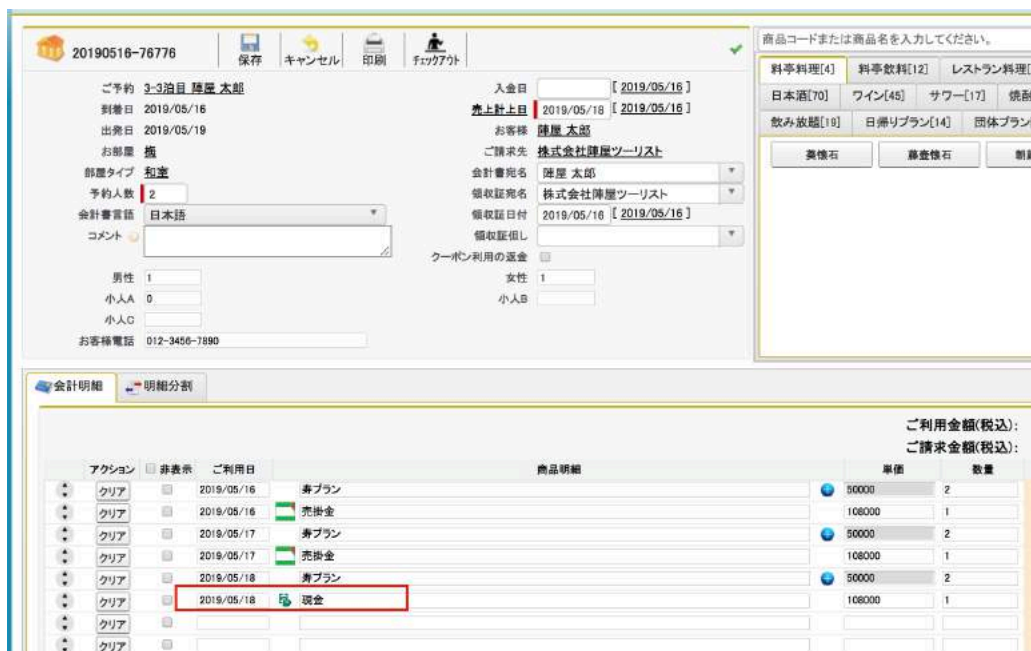 20190516-76776
保存
キャンセル
印刷
チェックアウト
ご予約 3-3泊目 陣屋 太郎
到着日 2019/05/16
出発日 2019/05/19
お部屋 梅
部屋タイプ 和室
予約人数 2
会計書言語 日本語
コメント
男性 1
小人A 0
小人C
お客様電話 012-3456-7890
入金日 [ 2019/05/16 ]
売上計上日 2019/05/18 [ 2019/05/16 ]
お客様 陣屋 太郎
ご請求先 株式会社陣屋ツーリスト
会計書宛名 陣屋 太郎
領収証宛名 株式会社陣屋ツーリスト
領収証日付 2019/05/16 [ 2019/05/16 ]
領収証但し
クーポン利用の返金
女性 1
小人B
商品コードまたは商品名を入力してください。
料亭料理[4] 料亭飲料[12] レストラン料理[
日本酒[70] ワイン[45] サワー[17] 焼酎
飲み放題[19] 日帰りプラン[14] 団体プラン
葵懐石 藤壺懐石
会計明細 明細分割
ご利用金額(税込):
ご請求金額(税込):
アクション 非表示 ご利用日 商品明細 単価 数量
クリア 2019/05/16 寿プラン 50000 2
クリア 2019/05/16 売掛金 108000 1
クリア 2019/05/17 寿プラン 50000 2
クリア 2019/05/17 売掛金 108000 1
クリア 2019/05/18 寿プラン 50000 2
クリア 2019/05/18 現金 108000 1
クリア
クリア